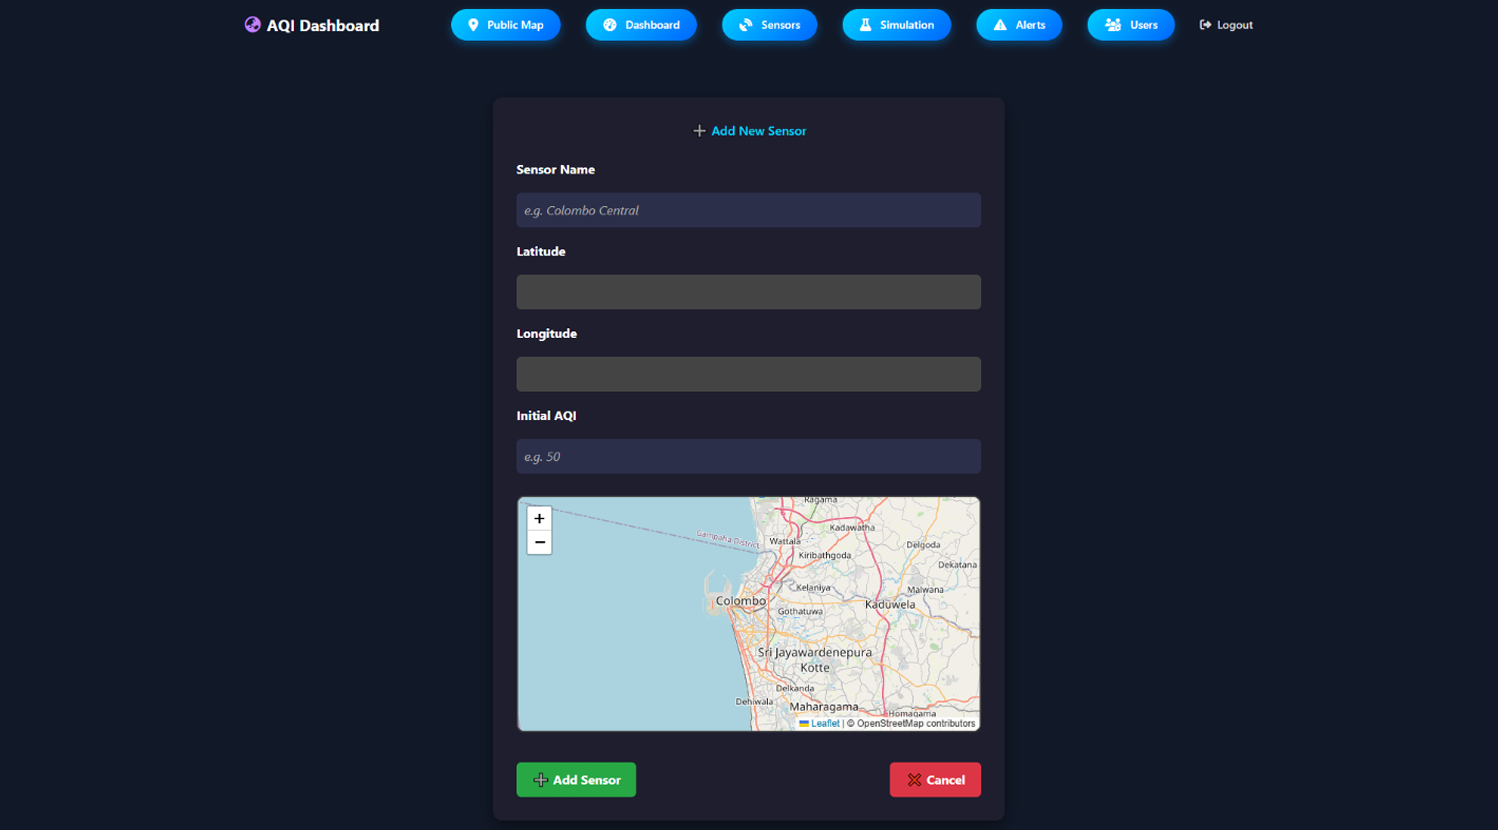 AQI Dashboard
Public Map
Dashboard
Sensors
Simulation
Alerts
Users
Logout
Add New Sensor
Sensor Name
e.g. Colombo Central
Latitude
Longitude
Initial AQI
e.g. 50
+
−
Ragama
Kadawatha
Gampaha District
Wattala
Delgoda
Kiribathgoda
Dekatana
Kelaniya
Malwana
Colombo
Kaduwela
Gothatuwa
Sri Jayawardenepura
Kotte
Delkanda
Dehiwala
Maharagama
Homagama
Leaflet | © OpenStreetMap contributors
Add Sensor
Cancel